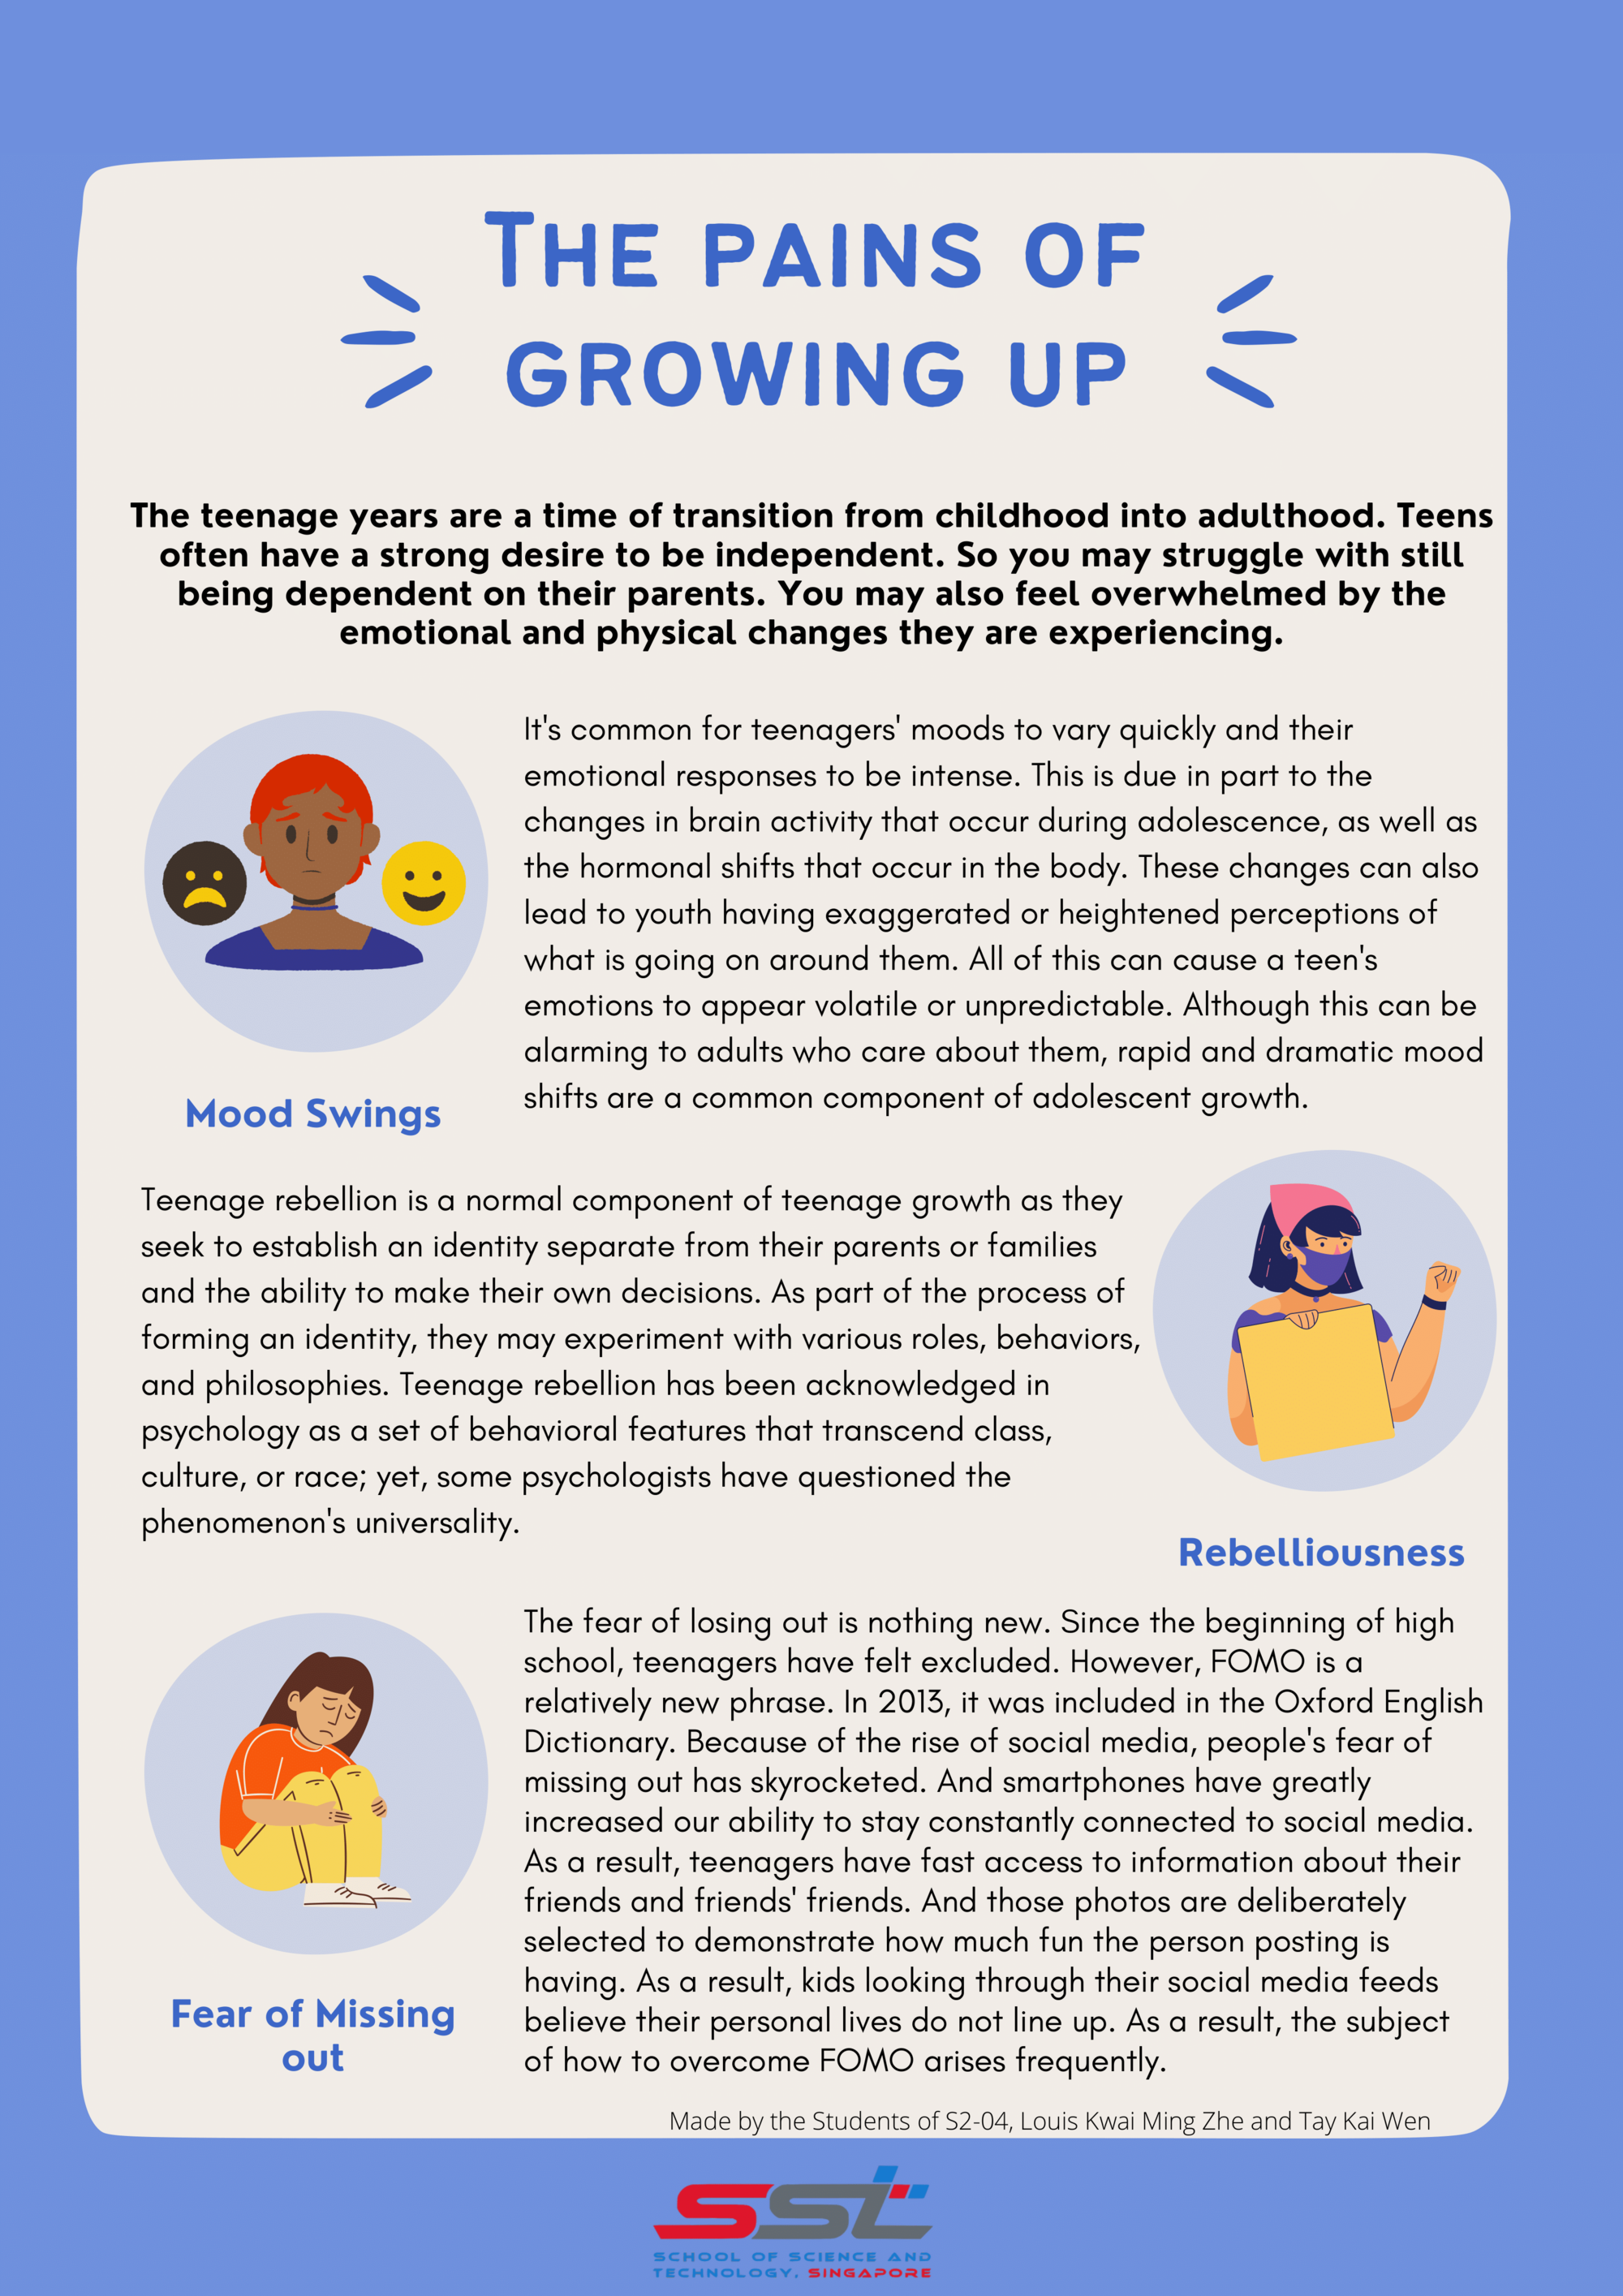 THE PAINS OF
GROWING UP
The teenage years are a time of transition from childhood into adulthood. Teens
often have a strong desire to be independent. So you may struggle with still
being dependent on their parents. You may also feel overwhelmed by the
emotional and physical changes they are experiencing.
It's common for teenagers' moods to vary quickly and their
emotional responses to be intense. This is due in part to the
changes in brain activity that occur during adolescence, as well as
the hormonal shifts that occur in the body. These changes can also
lead to youth having exaggerated or heightened perceptions of
what is going on around them. All of this can cause a teen's
emotions to appear volatile or unpredictable. Although this can be
alarming to adults who care about them, rapid and dramatic mood
shifts are a common component of adolescent growth.
Mood Swings
Teenage rebellion is a normal component of teenage growth as they
seek to establish an identity separate from their parents or families
and the ability to make their own decisions. As part of the process of
forming an identity, they may experiment with various roles, behaviors,
and philosophies. Teenage rebellion has been acknowledged in
psychology as a set of behavioral features that transcend class,
culture, or race; yet, some psychologists have questioned the
phenomenon's universality.
Rebelliousness
The fear of losing out is nothing new. Since the beginning of high
school, teenagers have felt excluded. However, FOMO is a
relatively new phrase. In 2013, it was included in the Oxford English
Dictionary. Because of the rise of social media, people's fear of
missing out has skyrocketed. And smartphones have greatly
increased our ability to stay constantly connected to social media.
As a result, teenagers have fast access to information about their
friends and friends' friends. And those photos are deliberately
selected to demonstrate how much fun the person posting is
having. As a result, kids looking through their social media feeds
believe their personal lives do not line up. As a result, the subject
of how to overcome FOMO arises frequently.
Fear of Missing
out
Made by the Students of S2-04, Louis Kwai Ming Zhe and Tay Kai Wen
SST
SCHOOL OF SCIENCE AND
TECHNOLOGY, SINGAPORE